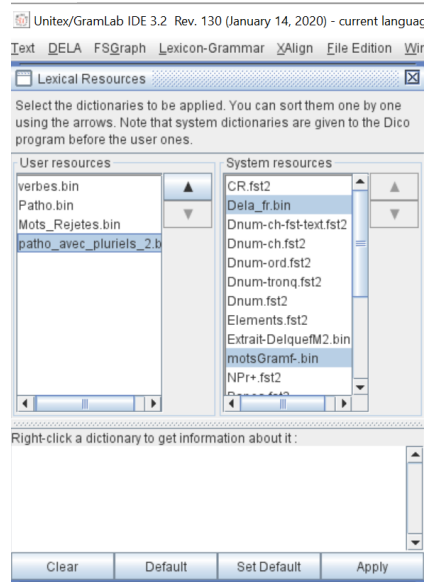 Unitex/GramLab IDE 3.2 Rev. 130 (January 14, 2020) - current languag
Text DELA FSGraph Lexicon-Grammar XAlign File Edition Wir
Lexical Resources
Select the dictionaries to be applied. You can sort them one by one
using the arrows. Note that system dictionaries are given to the Dico
program before the user ones.
User resources
verbes.bin
Patho.bin
Mots_Rejetes.bin
patho_avec_pluriels_2.b
System resources
CR.fst2
Dela_fr.bin
Dnum-ch-fst-text.fst2
Dnum-ch.fst2
Dnum-ord.fst2
Dnum-tronq.fst2
Dnum.fst2
Elements.fst2
Extrait-DelquefM2.bin
motsGramf-.bin
NPr+.fst2
Right-click a dictionary to get information about it :
Clear Default Set Default Apply